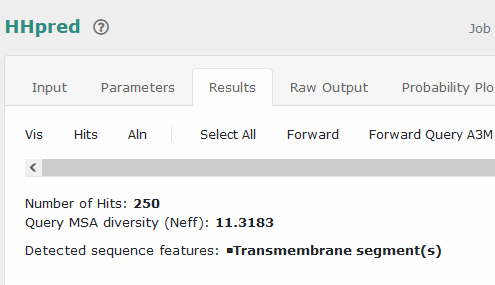 HHpred
Job
Input Parameters Results Raw Output Probability Plo
Vis Hits Aln Select All Forward Forward Query A3M
Number of Hits: 250
Query MSA diversity (Neff): 11.3183
Detected sequence features: Transmembrane segment(s)